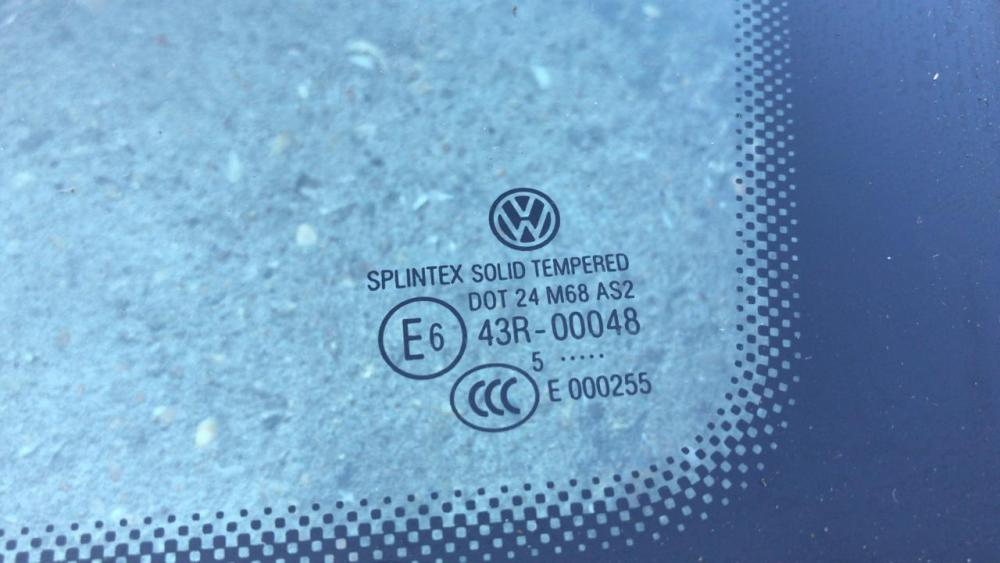 VW
SPLINTEX SOLID TEMPERED
DOT 24 M68 AS2
E6 43R-00048
5 .....
CCC E 000255